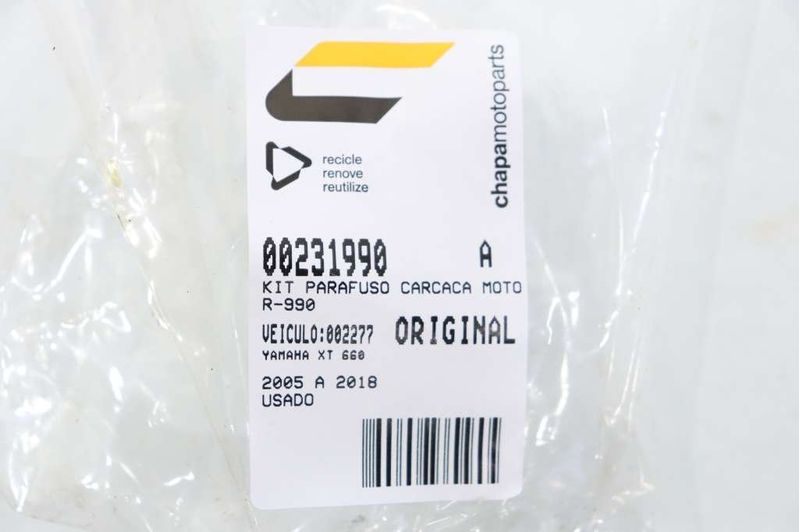 chapamotoparts
recicle
renove
reutilize
00231990 A
KIT PARAFUSO CARCACA MOTO
R-990
VEICULO:002277 ORIGINAL
YAMAHA XT 660
2005 A 2018
USADO